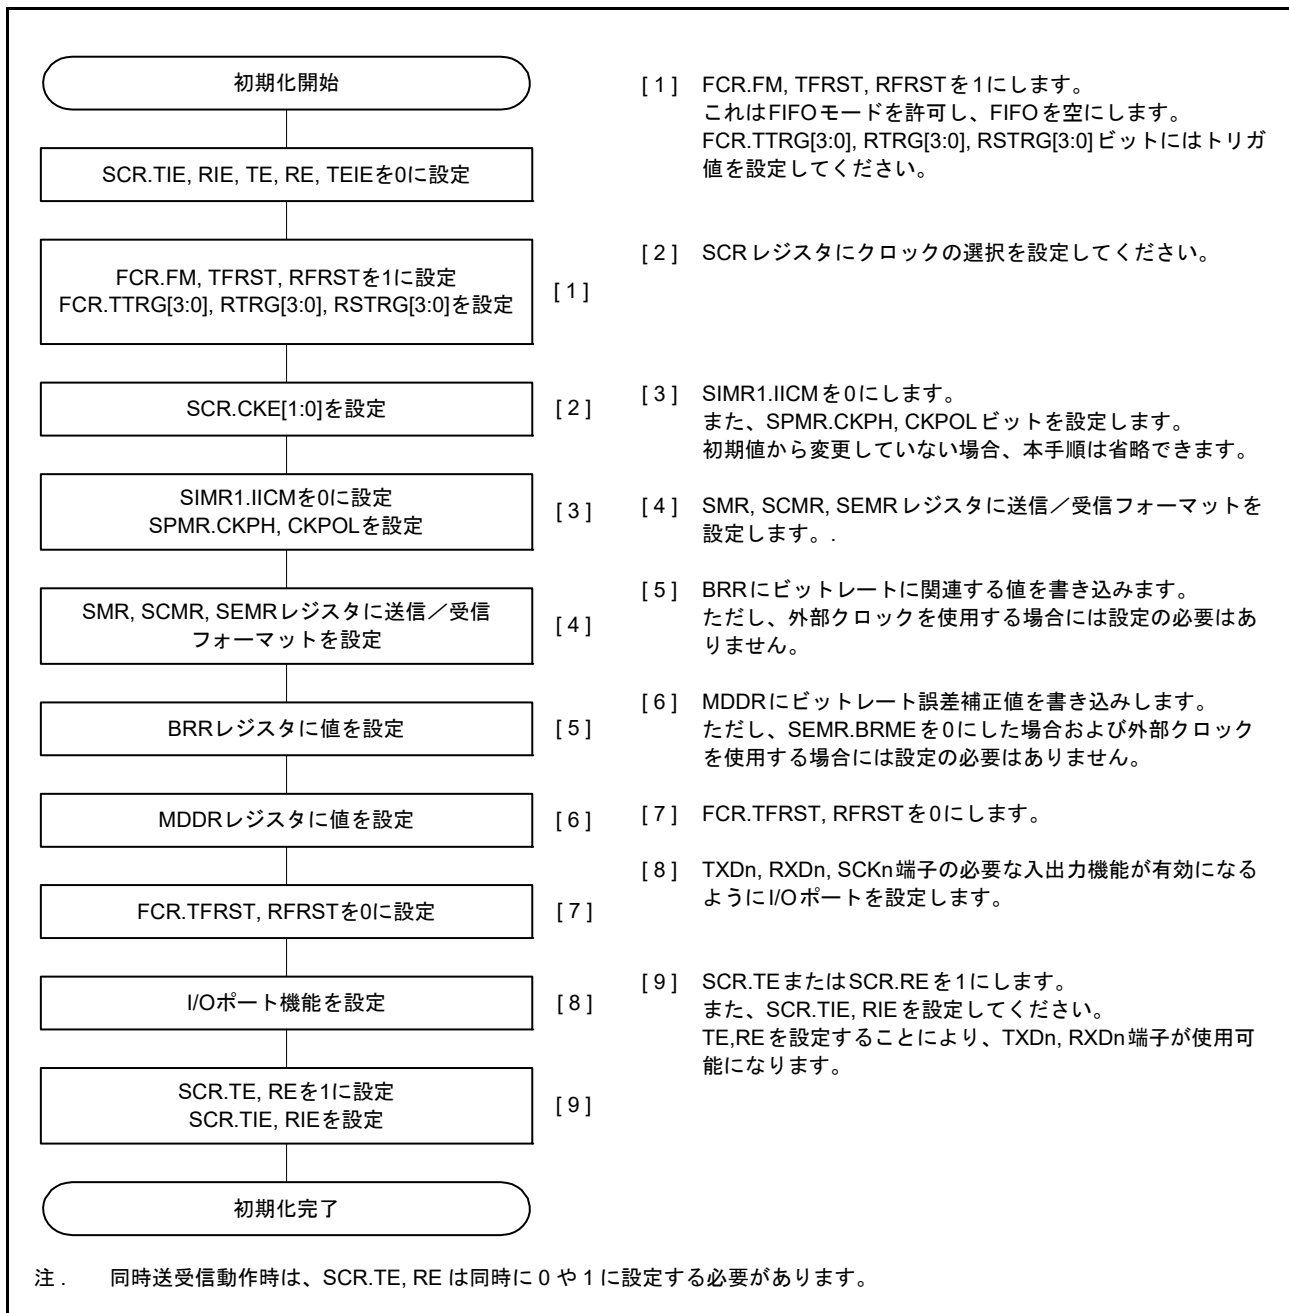 初期化開始
SCR.TIE, RIE, TE, RE, TEIEを0に設定
FCR.FM, TFRST, RFRSTを1に設定
FCR.TTRG[3:0], RTRG[3:0], RSTRG[3:0]を設定
[ 1 ]
SCR.CKE[1:0]を設定
[ 2 ]
SIMR1.IICMを0に設定
SPMR.CKPH, CKPOLを設定
[ 3 ]
SMR, SCMR, SEMRレジスタに送信／受信
フォーマットを設定
[ 4 ]
BRRレジスタに値を設定
[ 5 ]
MDDRレジスタに値を設定
[ 6 ]
FCR.TFRST, RFRSTを0に設定
[ 7 ]
I/Oポート機能を設定
[ 8 ]
SCR.TE, REを1に設定
SCR.TIE, RIEを設定
[ 9 ]
初期化完了
[ 1 ] FCR.FM, TFRST, RFRSTを1にします。
これはFIFOモードを許可し、FIFOを空にします。
FCR.TTRG[3:0], RTRG[3:0], RSTRG[3:0]ビットにはトリガ
値を設定してください。
[ 2 ] SCRレジスタにクロックの選択を設定してください。
[ 3 ] SIMR1.IICMを0にします。
また、SPMR.CKPH, CKPOLビットを設定します。
初期値から変更していない場合、本手順は省略できます。
[ 4 ] SMR, SCMR, SEMRレジスタに送信／受信フォーマットを
設定します。.
[ 5 ] BRRにビットレートに関連する値を書き込みます。
ただし、外部クロックを使用する場合には設定の必要はあ
りません。
[ 6 ] MDDRにビットレート誤差補正値を書き込みします。
ただし、SEMR.BRMEを0にした場合および外部クロック
を使用する場合には設定の必要はありません。
[ 7 ] FCR.TFRST, RFRSTを0にします。
[ 8 ] TXDn, RXDn, SCKn端子の必要な入出力機能が有効になる
ようにI/Oポートを設定します。
[ 9 ] SCR.TEまたはSCR.REを1にします。
また、SCR.TIE, RIEを設定してください。
TE,REを設定することにより、TXDn, RXDn端子が使用可
能になります。
注 . 同時送受信動作時は、SCR.TE, RE は同時に 0 や 1 に設定する必要があります。